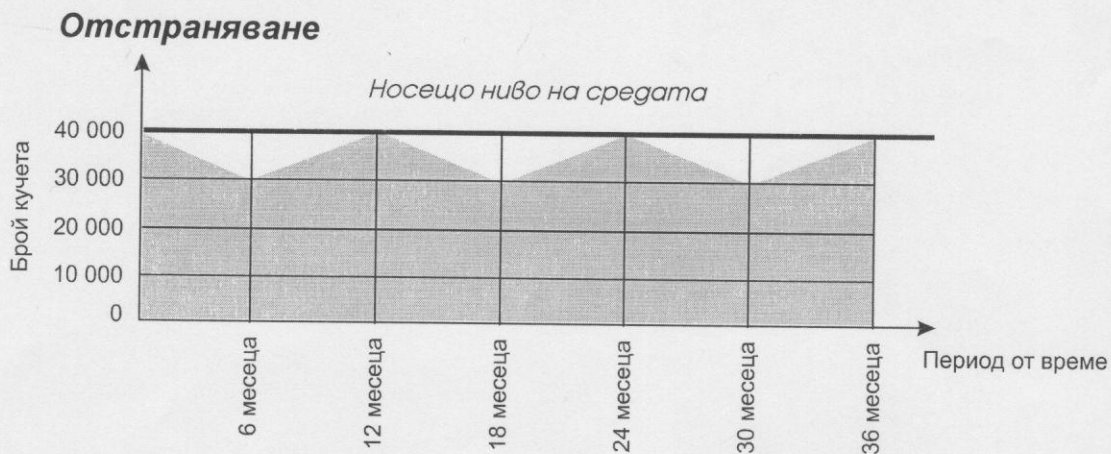 Отстраняване
Носещо ниво на средата
Брой кучета
40 000
30 000
20 000
10 000
0
6 месеца
12 месеца
18 месеца
24 месеца
30 месеца
36 месеца
Период от време